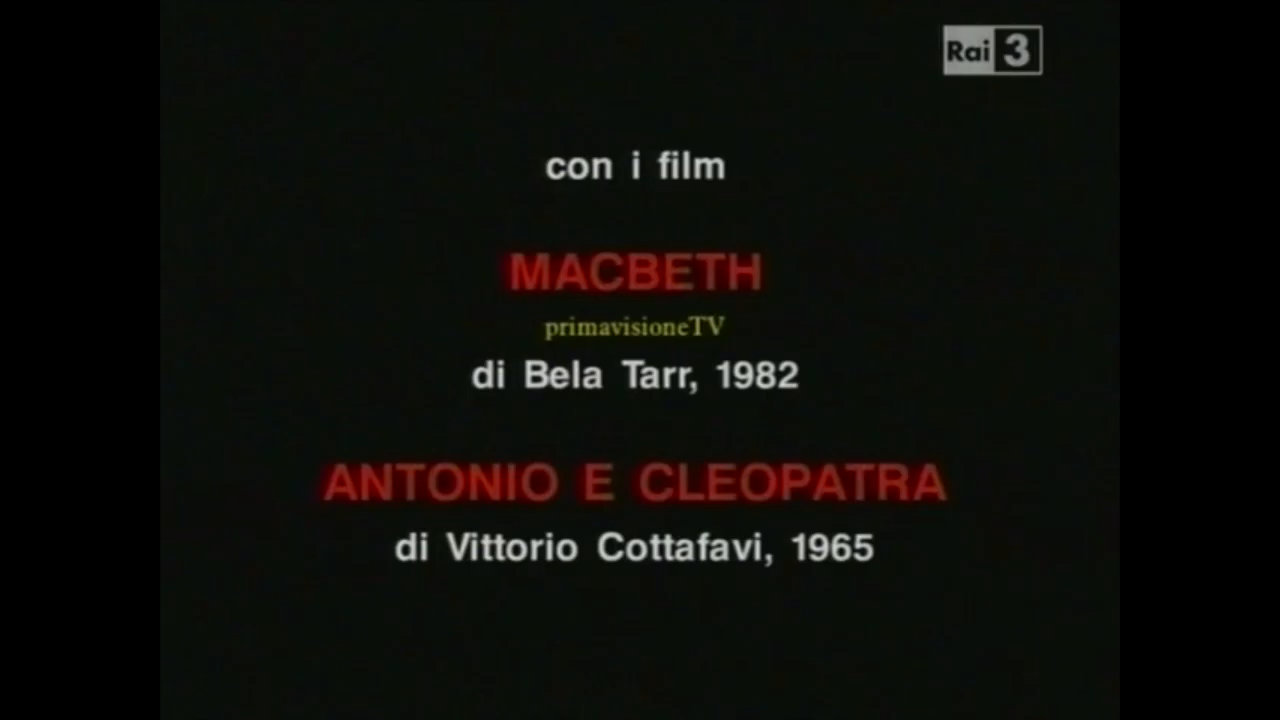 Rai 3
con i film
MACBETH
primavisioneTV
di Bela Tarr, 1982
ANTONIO E CLEOPATRA
di Vittorio Cottafavi, 1965